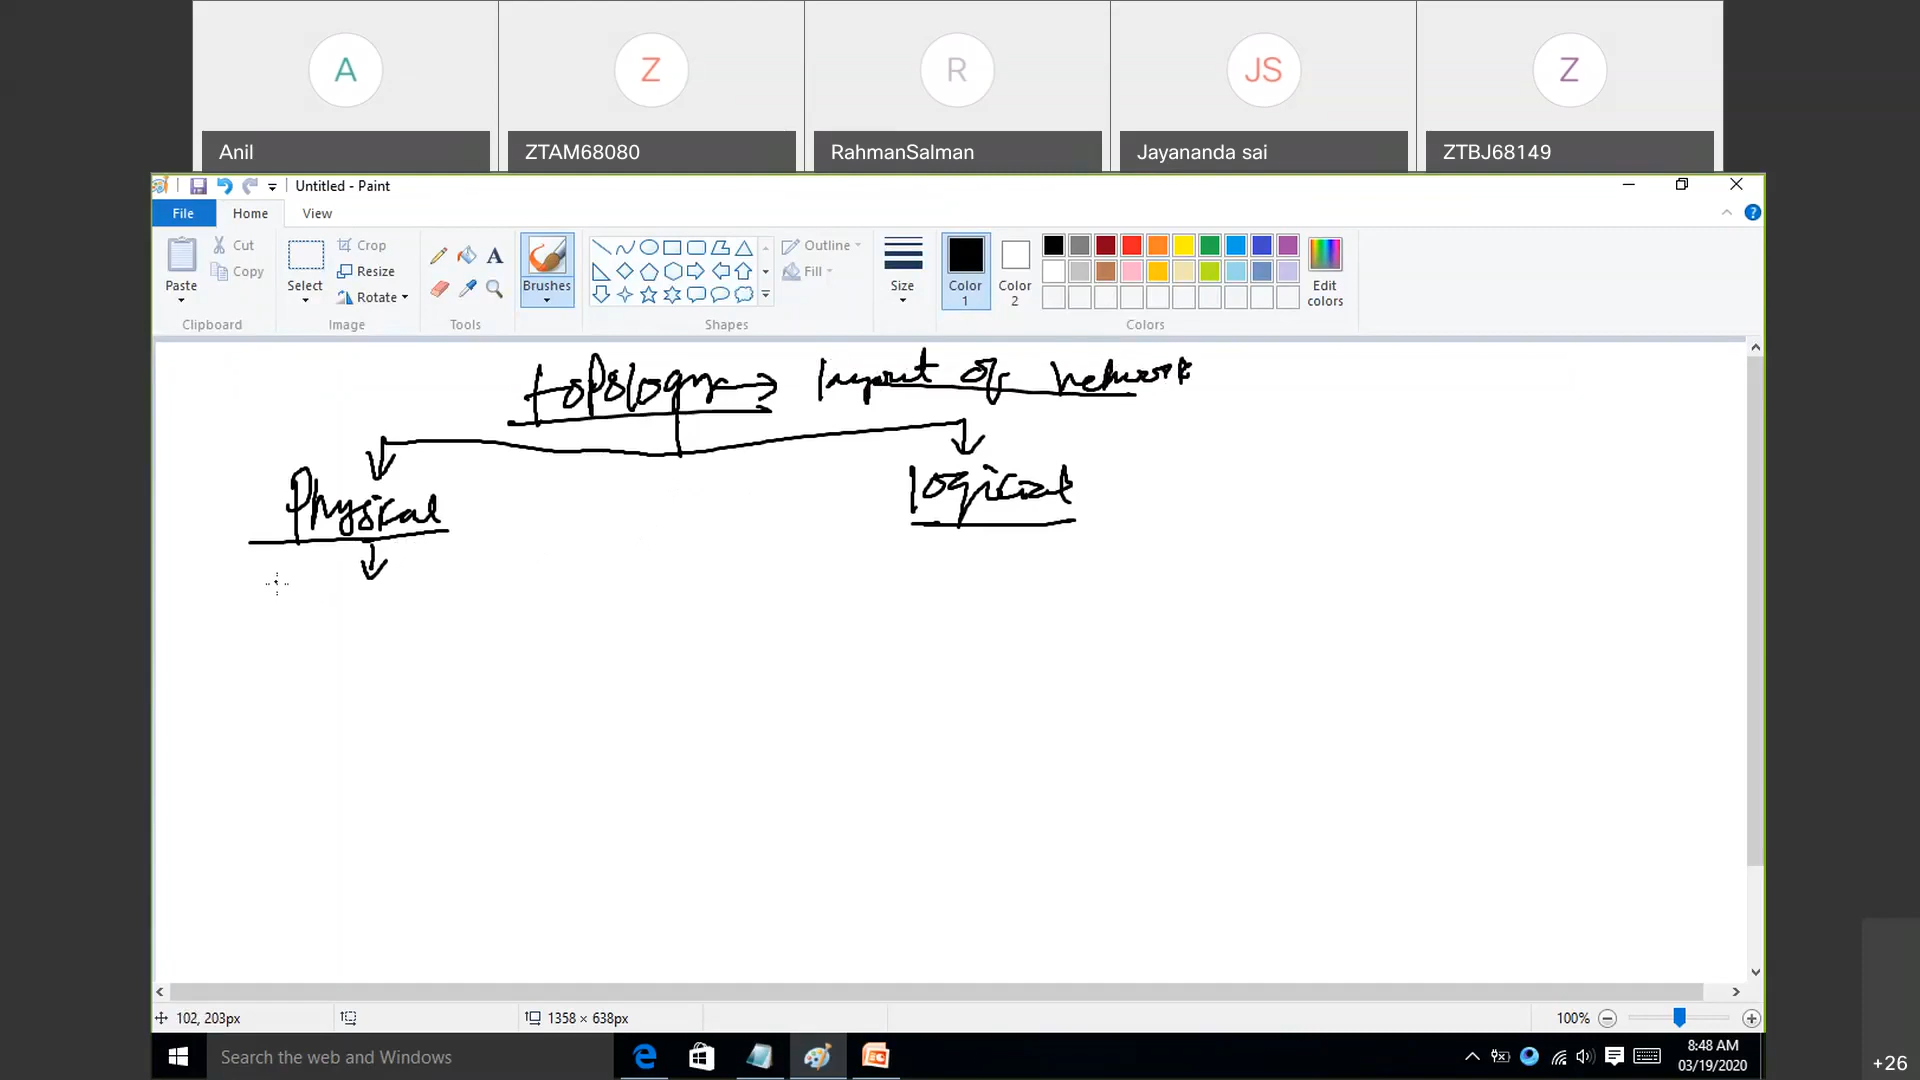 A Z R JS Z
Anil ZTAM68080 RahmanSalman Jayananda sai ZTBJ68149
Untitled - Paint
File Home View
Cut Crop Outline
Copy Resize Fill
Paste Select Rotate Brushes Size Color 1 Color 2 Edit colors
Clipboard Image Tools Shapes Colors
topology layout of network
Physical logical
102, 203px 1358 × 638px 100%
Search the web and Windows 8:48 AM
03/19/2020
+26